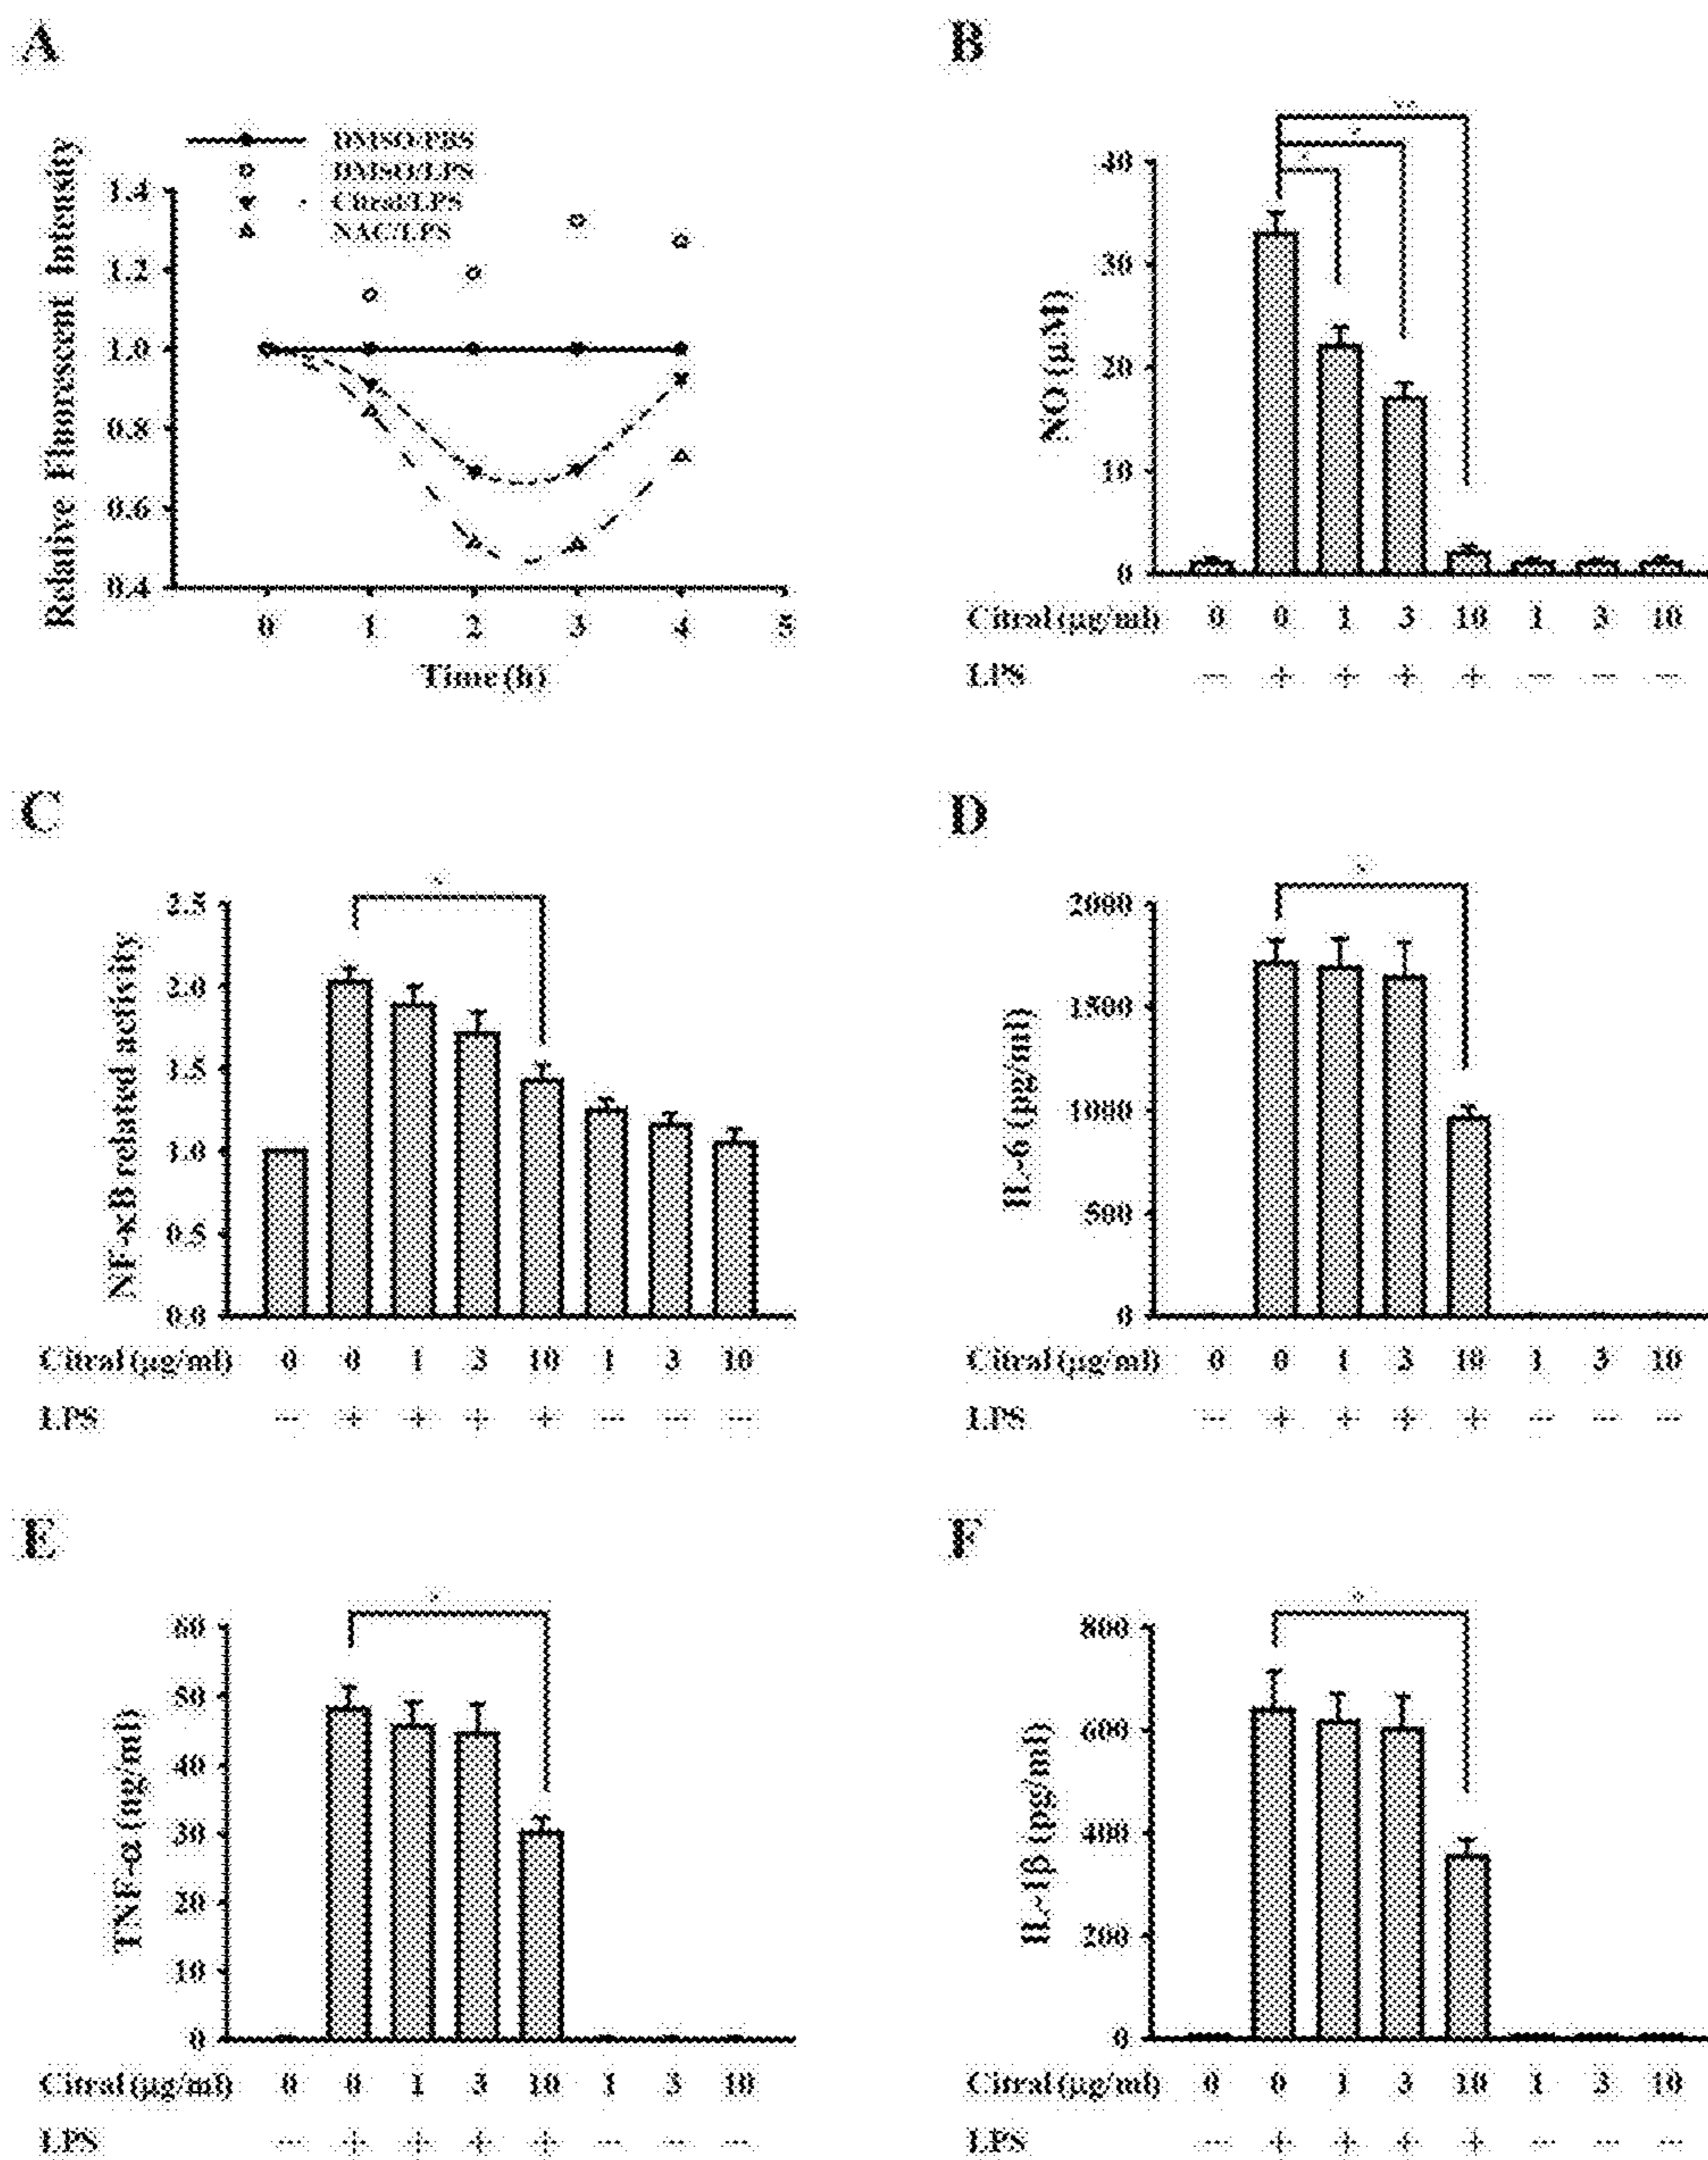 A
Relative Fluorescent Intensity
DMSO/PBS
DMSO/LPS
Citral/LPS
NAC/LPS
1.4
1.2
1.0
0.8
0.6
0.4
0 1 2 3 4 5
Time (h)
B
**
*
*
NO (μM)
40
30
20
10
0
Citral (μg/ml) 0 0 1 3 10 1 3 10
LPS — + + + + — — —
C
*
NF-κB related activity
2.5
2.0
1.5
1.0
0.5
0.0
Citral (μg/ml) 0 0 1 3 10 1 3 10
LPS — + + + + — — —
D
*
IL-6 (pg/ml)
2000
1500
1000
500
0
Citral (μg/ml) 0 0 1 3 10 1 3 10
LPS — + + + + — — —
E
*
TNF-α (ng/ml)
60
50
40
30
20
10
0
Citral (μg/ml) 0 0 1 3 10 1 3 10
LPS — + + + + — — —
F
*
IL-1β (pg/ml)
800
600
400
200
0
Citral (μg/ml) 0 0 1 3 10 1 3 10
LPS — + + + + — — —